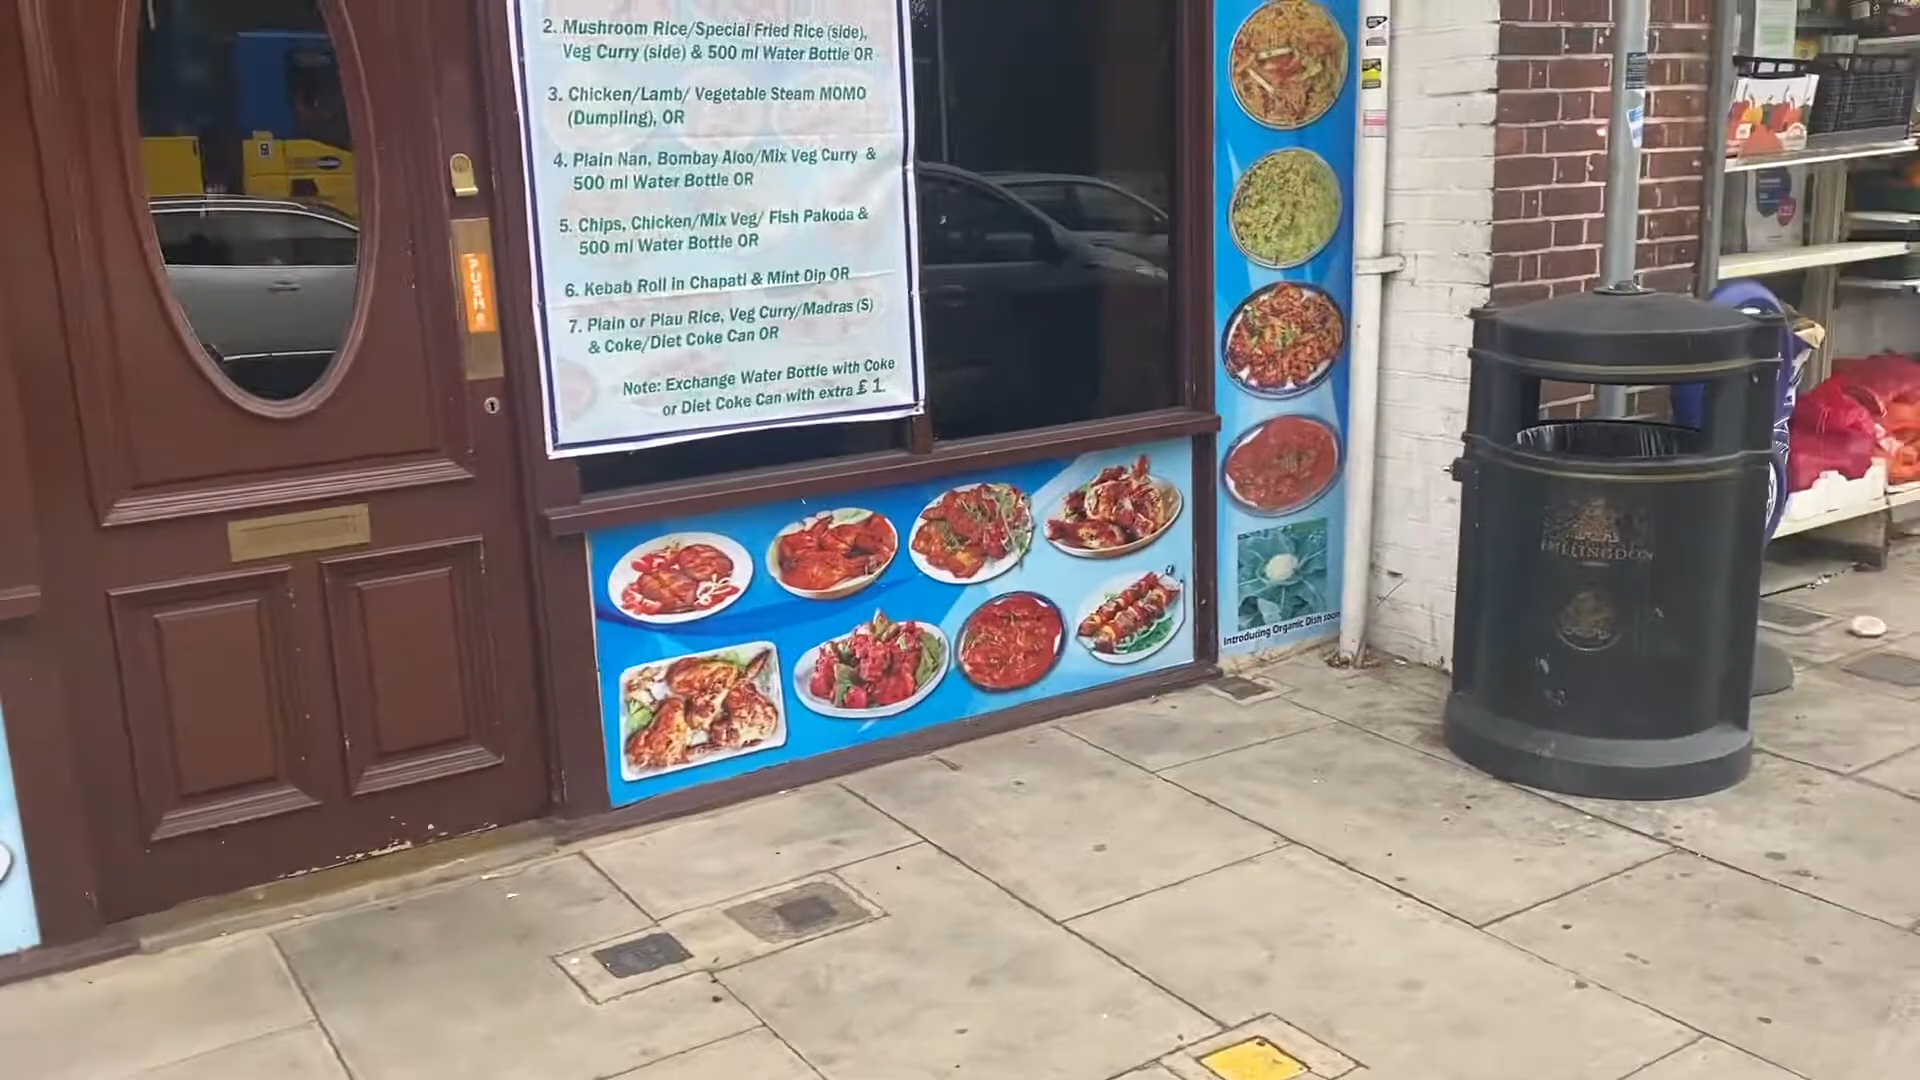 2. Mushroom Rice/Special Fried Rice (side),
Veg Curry (side) & 500 ml Water Bottle OR
3. Chicken/Lamb/ Vegetable Steam MOMO
(Dumpling), OR
4. Plain Nan, Bombay Aloo/Mix Veg Curry &
500 ml Water Bottle OR
5. Chips, Chicken/Mix Veg/ Fish Pakoda &
500 ml Water Bottle OR
6. Kebab Roll in Chapati & Mint Dip OR
7. Plain or Plau Rice, Veg Curry/Madras (S)
& Coke/Diet Coke Can OR
Note: Exchange Water Bottle with Coke
or Diet Coke Can with extra £ 1
PUSH
Introducing Organic Dish soon
HILLINGDON